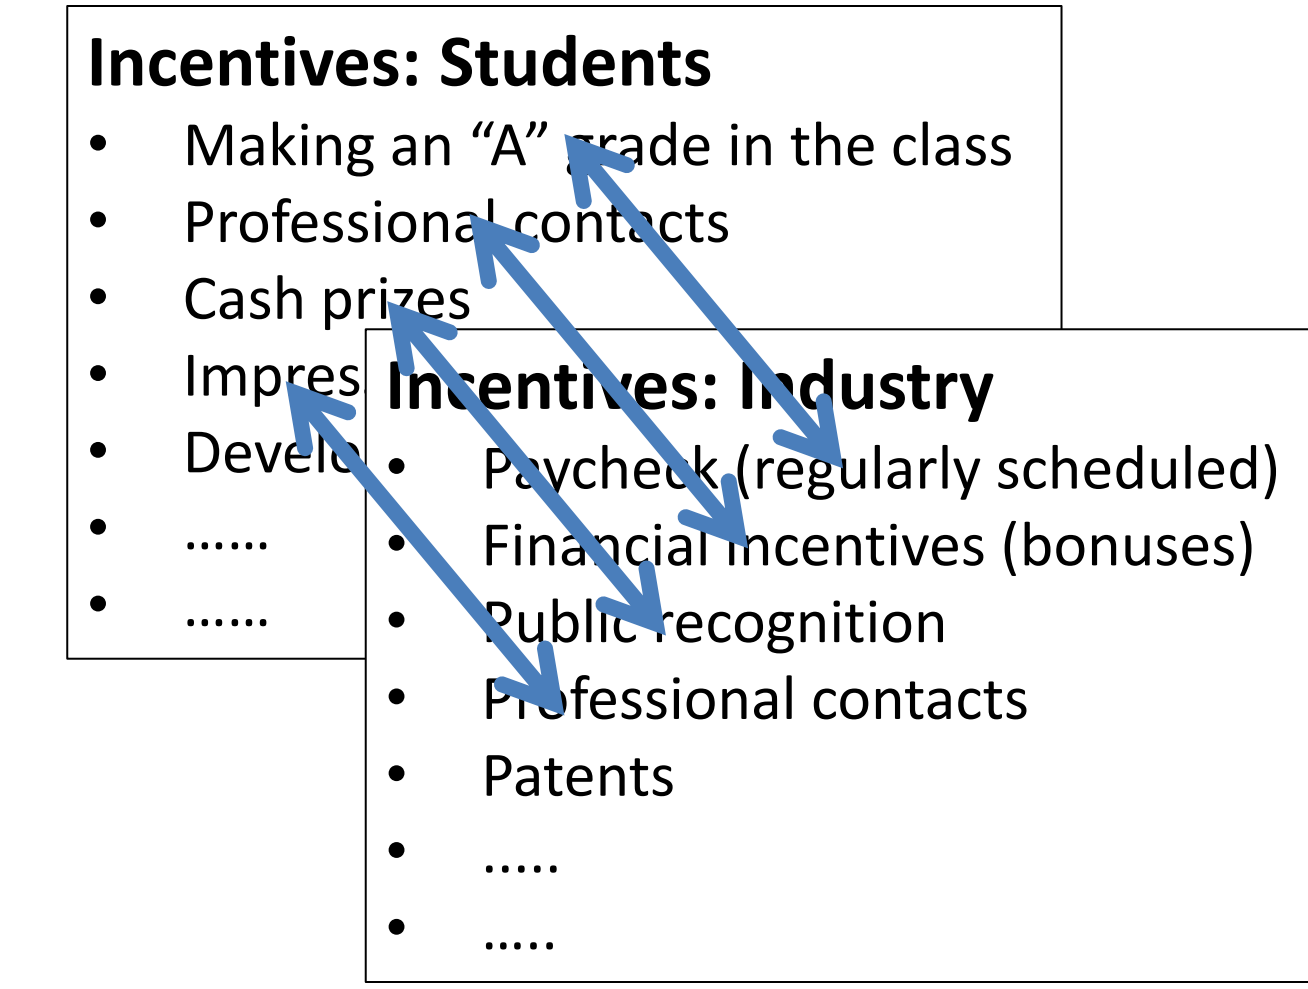 Incentives: Students
• Making an “A” grade in the class
• Professional contacts
• Cash prizes
• Impres
• Develo
• ......
• ......
Incentives: Industry
• Paycheck (regularly scheduled)
• Financial incentives (bonuses)
• Public recognition
• Professional contacts
• Patents
• .....
• .....